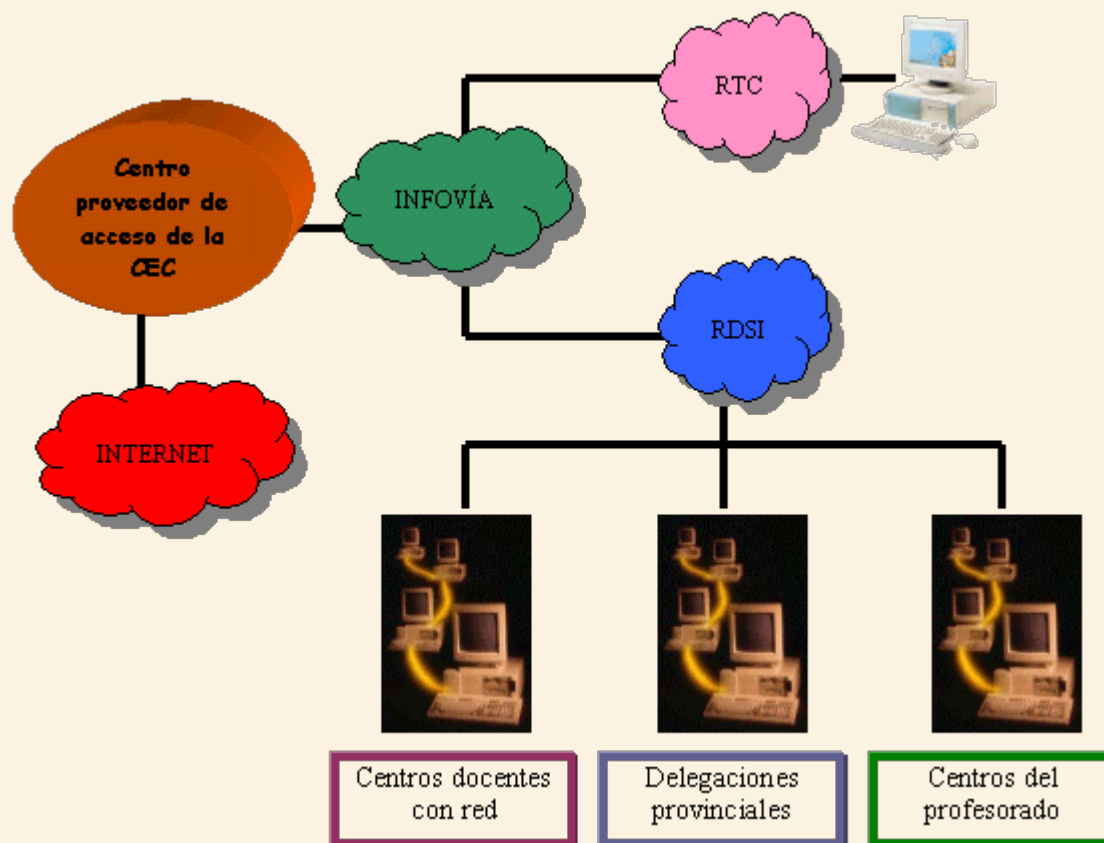 RTC
Centro
proveedor de
acceso de la
CEC
INFOVÍA
RDSI
INTERNET
Centros docentes
con red
Delegaciones
provinciales
Centros del
profesorado